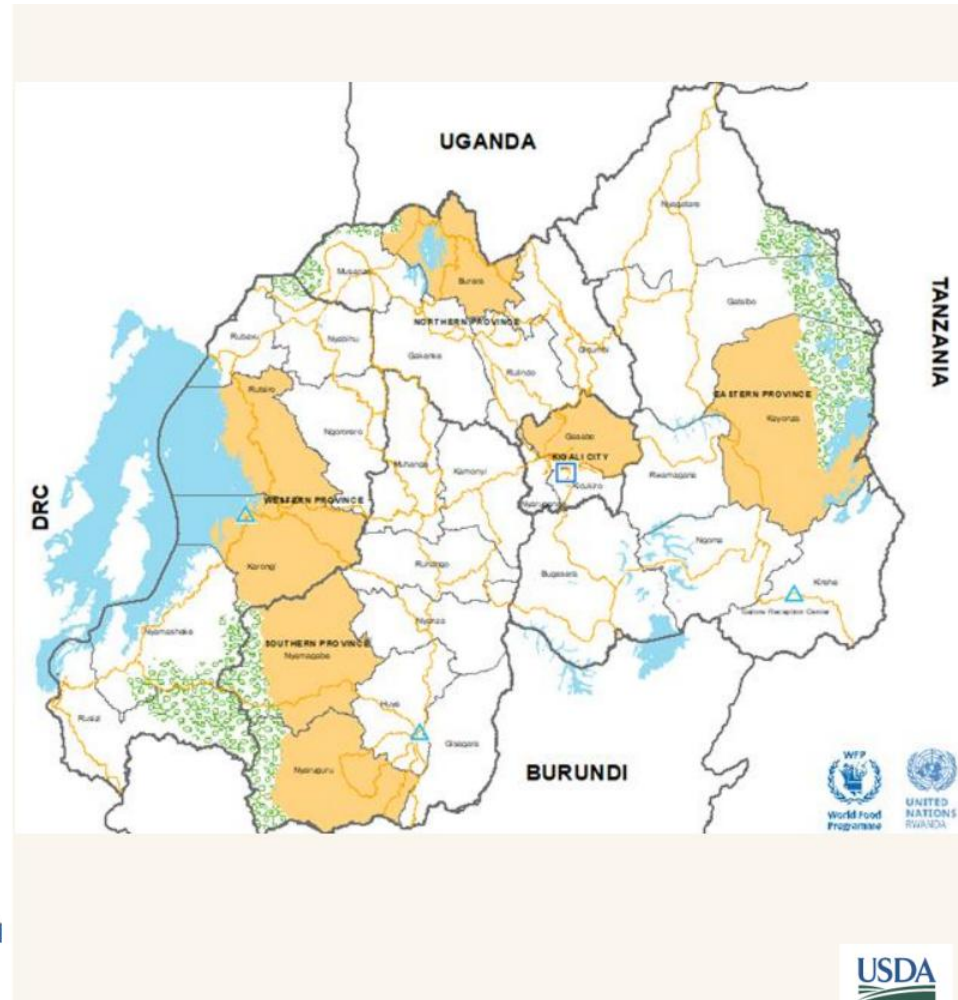 UGANDA
TANZANIA
DRC
BURUNDI
Nyagatare
Musanze
Burera
Gatsibo
NORTHERN PROVINCE
Rubavu
Nyabihu
Gakenke
Gicumbi
Rulindo
Rutsiro
EASTERN PROVINCE
Kayonza
Ngororero
Gasabo
Muhanga
Kamonyi
KIGALI CITY
Kicukiro
Rwamagana
WESTERN PROVINCE
Ngoma
Karongi
Ruhango
Bugesera
Kirehe
Nyanza
Nyamasheke
SOUTHERN PROVINCE
Nyamagabe
Huye
Rusizi
Gisagara
Nyaruguru
WFP
World Food
Programme
UNITED
NATIONS
RWANDA
USDA